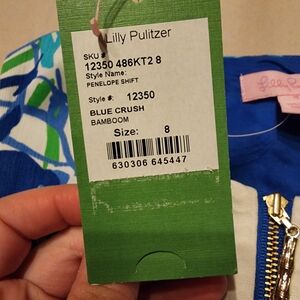 Lilly Pulitzer
SKU #
12350 486KT2 8
Style Name:
PENELOPE SHIFT
Style #: 12350
BLUE CRUSH
BAMBOOM
Size: 8
630306 645447